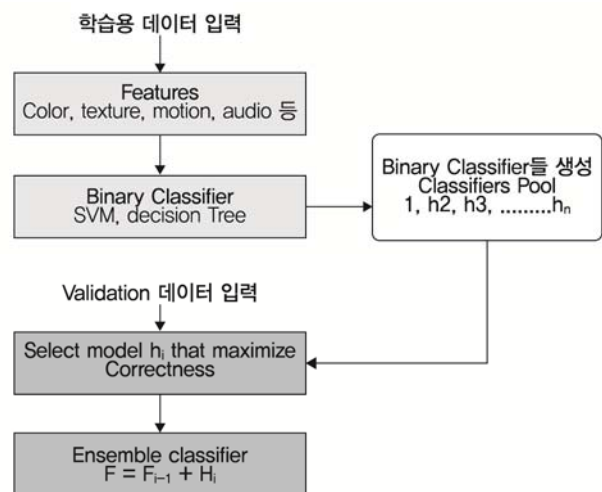 학습용 데이터 입력
Features
Color, texture, motion, audio 등
Binary Classifier
SVM, decision Tree
Binary Classifier들 생성
Classifiers Pool
1, h2, h3, .........hₙ
Validation 데이터 입력
Select model hᵢ that maximize
Correctness
Ensemble classifier
F = Fᵢ₋₁ + Hᵢ